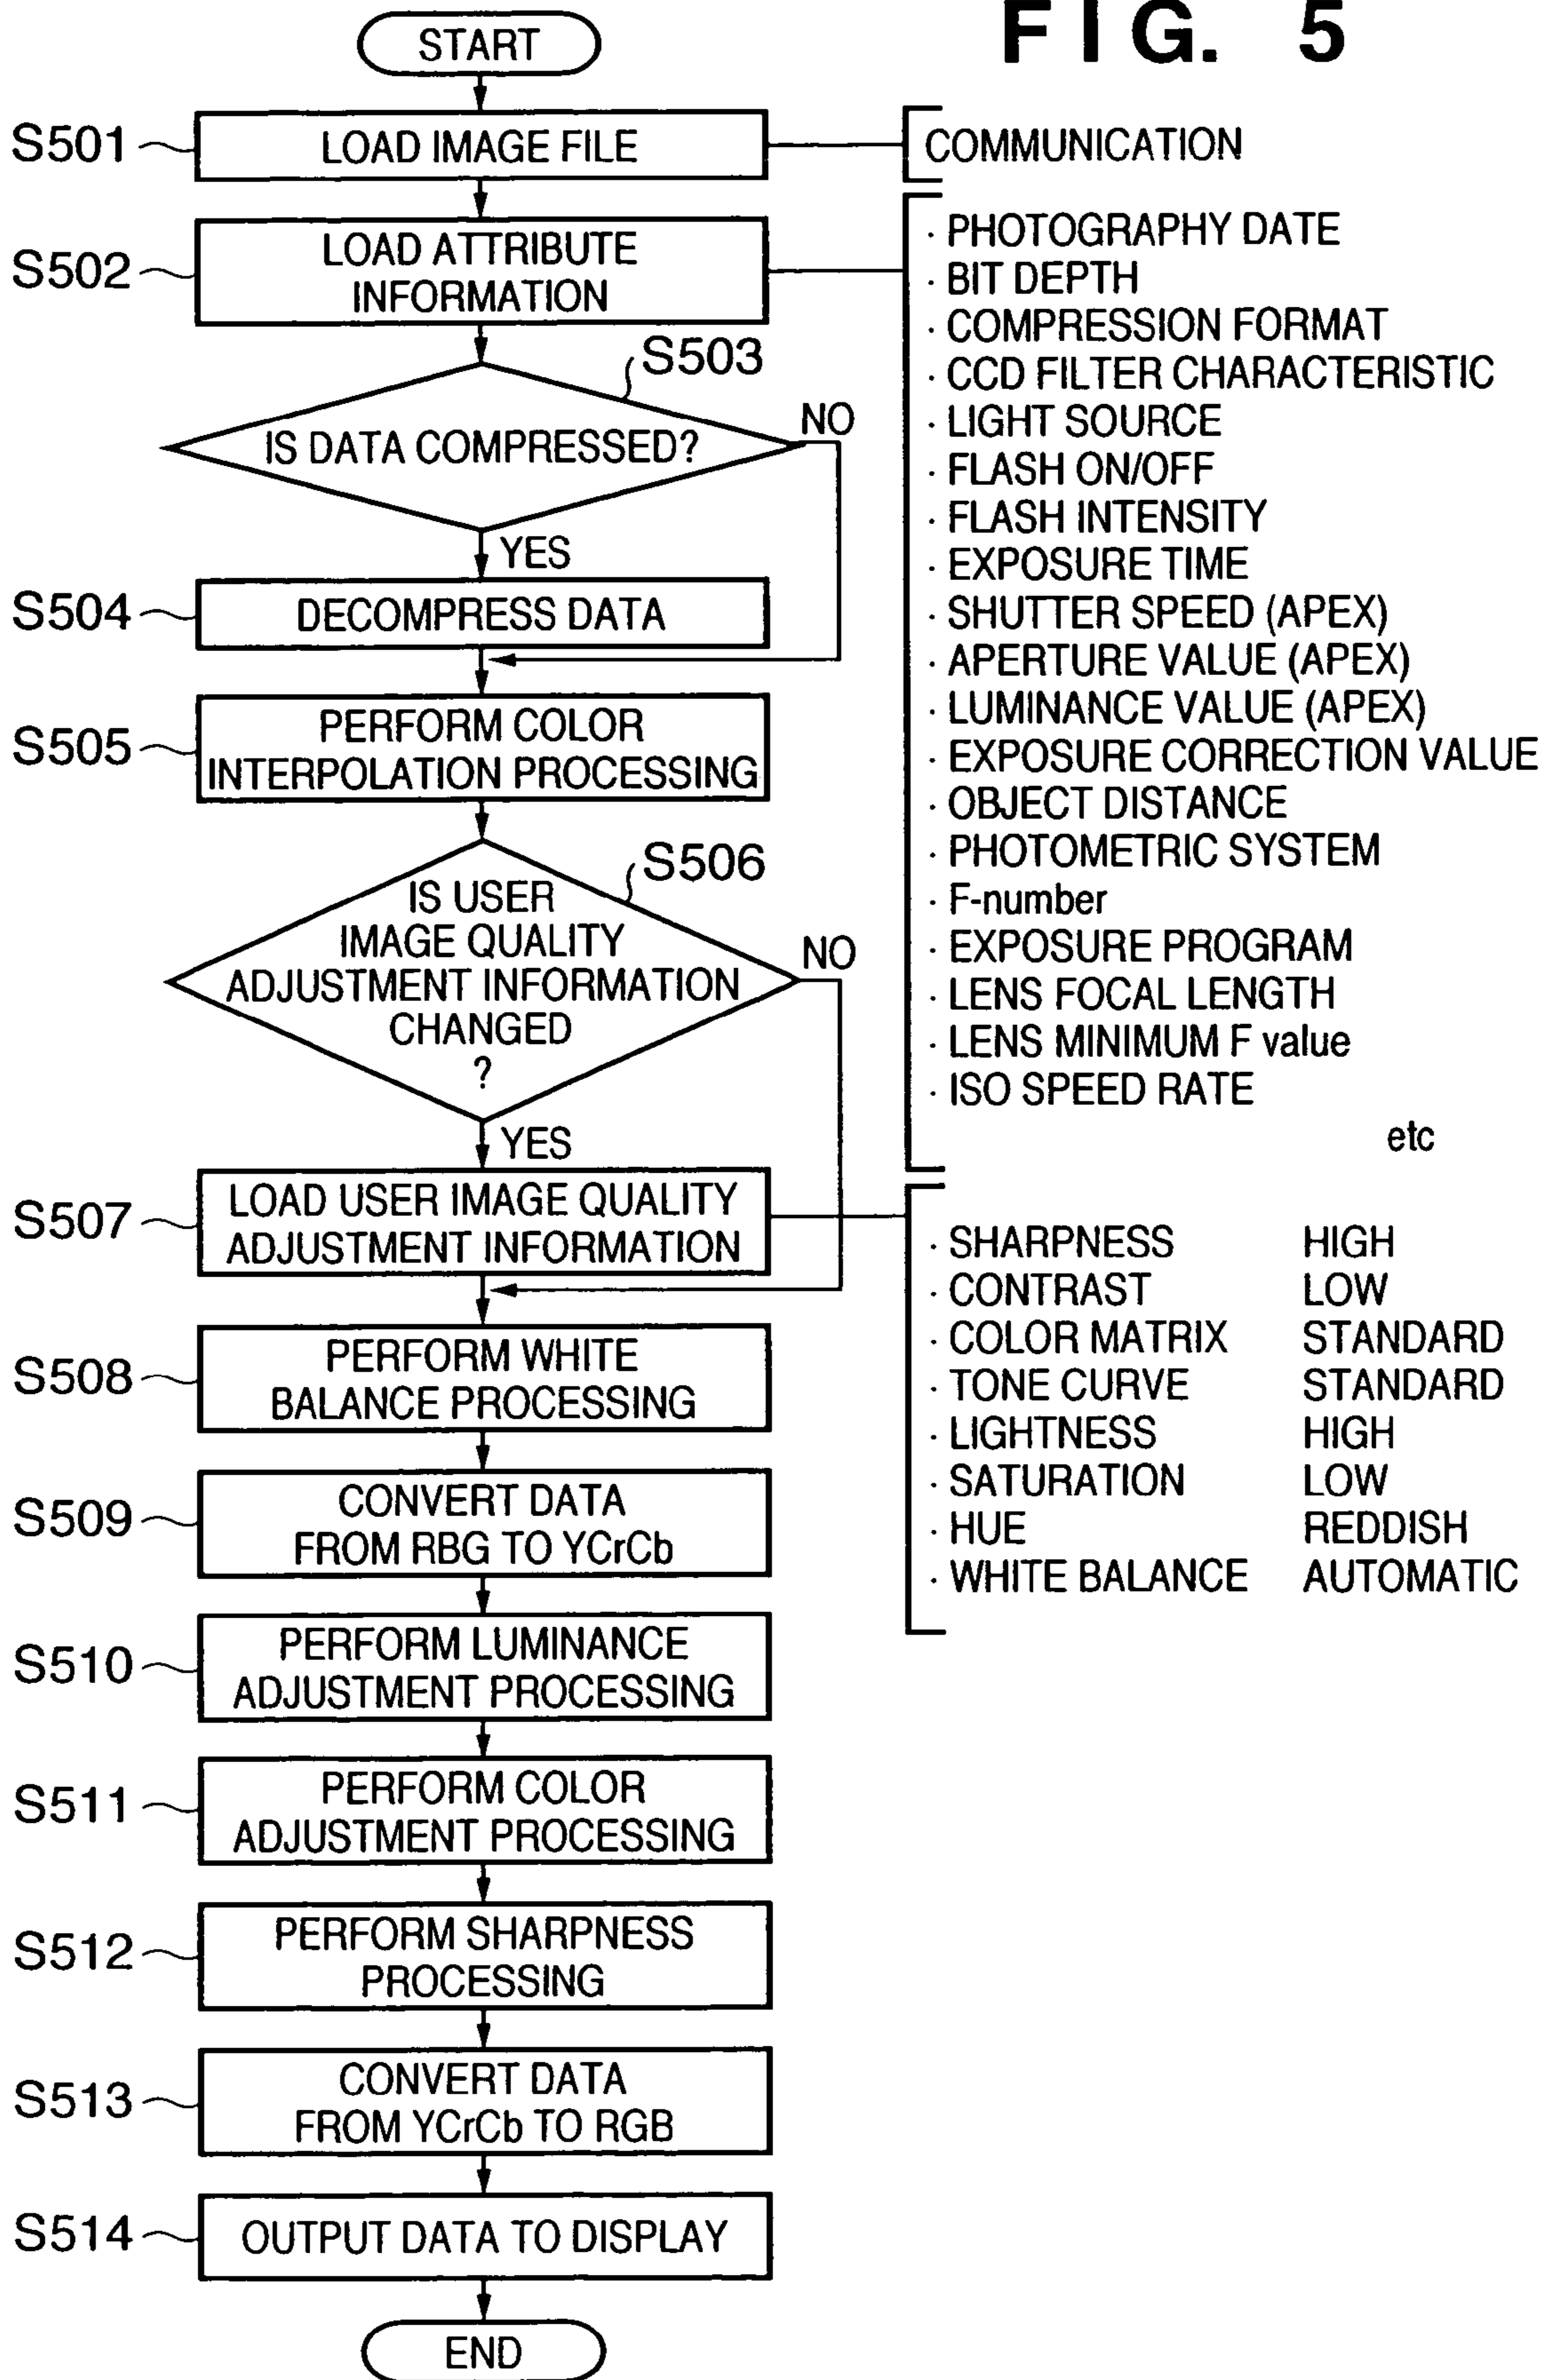 FIG. 5
START
S501
LOAD IMAGE FILE
COMMUNICATION
S502
LOAD ATTRIBUTE
INFORMATION
· PHOTOGRAPHY DATE
· BIT DEPTH
· COMPRESSION FORMAT
· CCD FILTER CHARACTERISTIC
· LIGHT SOURCE
· FLASH ON/OFF
· FLASH INTENSITY
· EXPOSURE TIME
· SHUTTER SPEED (APEX)
· APERTURE VALUE (APEX)
· LUMINANCE VALUE (APEX)
· EXPOSURE CORRECTION VALUE
· OBJECT DISTANCE
· PHOTOMETRIC SYSTEM
· F-number
· EXPOSURE PROGRAM
· LENS FOCAL LENGTH
· LENS MINIMUM F value
· ISO SPEED RATE
etc
S503
IS DATA COMPRESSED?
NO
YES
S504
DECOMPRESS DATA
S505
PERFORM COLOR
INTERPOLATION PROCESSING
S506
IS USER
IMAGE QUALITY
ADJUSTMENT INFORMATION
CHANGED
?
NO
YES
S507
LOAD USER IMAGE QUALITY
ADJUSTMENT INFORMATION
· SHARPNESS HIGH
· CONTRAST LOW
· COLOR MATRIX STANDARD
· TONE CURVE STANDARD
· LIGHTNESS HIGH
· SATURATION LOW
· HUE REDDISH
· WHITE BALANCE AUTOMATIC
S508
PERFORM WHITE
BALANCE PROCESSING
S509
CONVERT DATA
FROM RBG TO YCrCb
S510
PERFORM LUMINANCE
ADJUSTMENT PROCESSING
S511
PERFORM COLOR
ADJUSTMENT PROCESSING
S512
PERFORM SHARPNESS
PROCESSING
S513
CONVERT DATA
FROM YCrCb TO RGB
S514
OUTPUT DATA TO DISPLAY
END